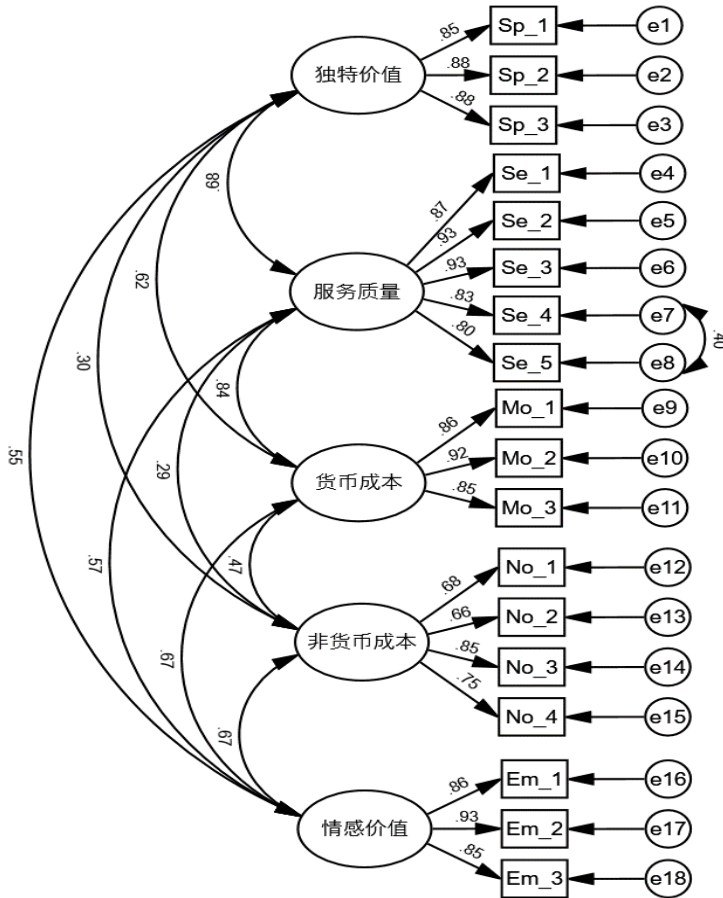 .85
Sp_1
e1
独特价值
.88
Sp_2
e2
.88
Sp_3
e3
.87
Se_1
e4
.93
Se_2
e5
服务质量
.93
Se_3
e6
.83
Se_4
e7
.80
Se_5
e8
.40
.62
.30
.84
.86
Mo_1
e9
.55
.29
货币成本
.92
Mo_2
e10
.85
Mo_3
e11
.57
.47
.68
No_1
e12
.66
No_2
e13
非货币成本
.85
No_3
e14
.67
.75
No_4
e15
.67
.86
Em_1
e16
情感价值
.93
Em_2
e17
.85
Em_3
e18